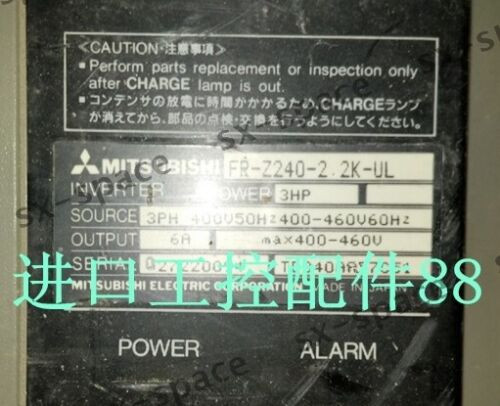 <CAUTION・注意事項>
▪ Perform parts replacement or inspection only
after CHARGE lamp is out.
▪ コンデンサの放電に時間がかかるため、CHARGEランプ
が消えてから、部品の点検・交換を行なってください。
MITSUBISHI FR-Z240-2.2K-UL
INVERTER POWER 3HP
SOURCE 3PH 400V50Hz 400-460V60Hz
OUTPUT 6A max400-460V
SERIAL
进口工控配件88
MITSUBISHI ELECTRIC CORPORATION MADE IN JAPAN
POWER ALARM
sx-space